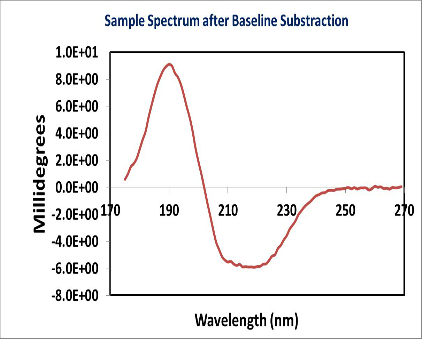 Sample Spectrum after Baseline Substraction
1.0E+01
8.0E+00
6.0E+00
4.0E+00
2.0E+00
0.0E+00
-2.0E+00
-4.0E+00
-6.0E+00
-8.0E+00
Millidegrees
170 190 210 230 250 270
Wavelength (nm)